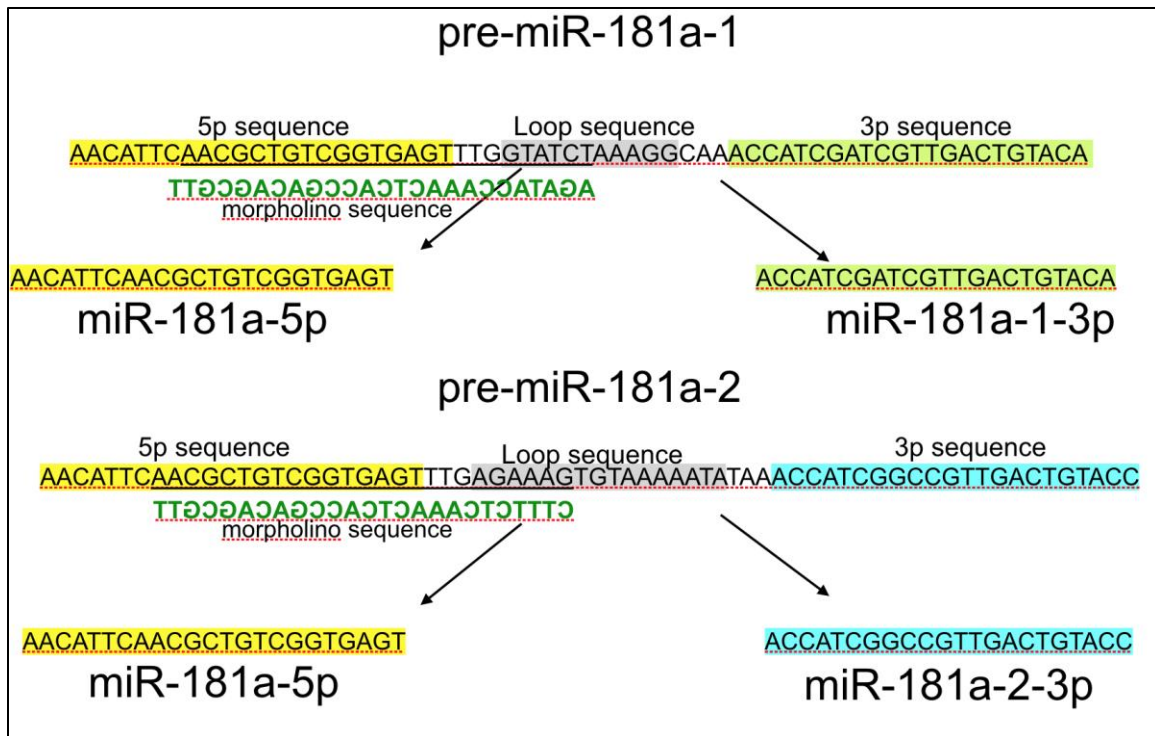 pre-miR-181a-1
5p sequence Loop sequence 3p sequence
AACATTCAACGCTGTCGGTGAGTTTGGTATCTAAAGGCAAACCATCGATCGTTGACTGTACA
AGATACCAAACTCACCGACAGCGTT
morpholino sequence
AACATTCAACGCTGTCGGTGAGT ACCATCGATCGTTGACTGTACA
miR-181a-5p miR-181a-1-3p
pre-miR-181a-2
5p sequence Loop sequence 3p sequence
AACATTCAACGCTGTCGGTGAGTTTGAGAAAGTGTAAAAATATAAACCATCGGCCGTTGACTGTACC
CTTTCTCAAACTCACCGACAGCGTT
morpholino sequence
AACATTCAACGCTGTCGGTGAGT ACCATCGGCCGTTGACTGTACC
miR-181a-5p miR-181a-2-3p